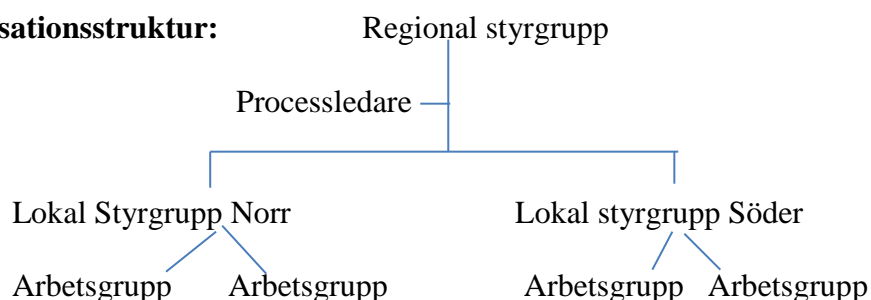 sationsstruktur: Regional styrgrupp
Processledare
Lokal Styrgrupp Norr Lokal styrgrupp Söder
Arbetsgrupp Arbetsgrupp Arbetsgrupp Arbetsgrupp